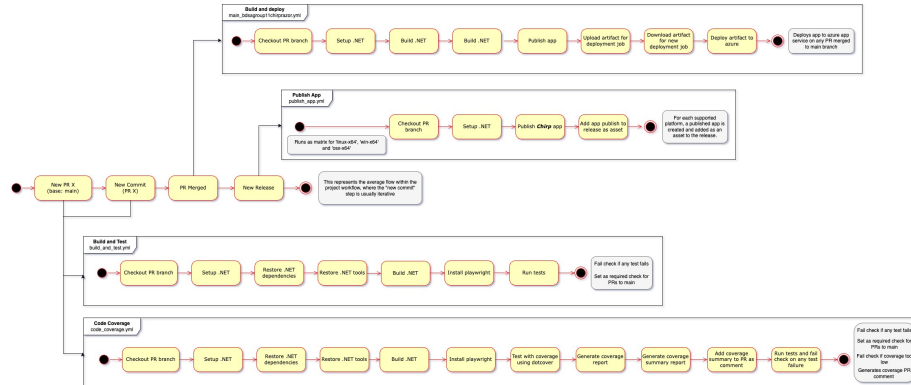 Build and deploy
main_bdsagroup11chirprazor.yml
Checkout PR branch
Setup .NET
Build .NET
Build .NET
Publish app
Upload artifact for
deployment job
Download artifact
for new
deployment job
Deploy artifact to
azure
Deploys app to azure app
service on any PR merged
to main branch
Publish App
publish_app.yml
Runs as matrix for 'linux-x64', 'win-x64'
and 'osx-x64'
Checkout PR
branch
Setup .NET
Publish Chirp app
Add app publish to
release as asset
For each supported
platform, a published app is
created and added as an
asset to the release.
New PR X
(base: main)
New Commit
(PR X)
PR Merged
New Release
This represents the average flow within the
project workflow, where the "new commit"
step is usually iterative
Build and Test
build_and_test.yml
Checkout PR branch
Setup .NET
Restore .NET
dependencies
Restore .NET tools
Build .NET
Install playwright
Run tests
Fail check if any test fails
Set as required check for
PRs to main
Code Coverage
code_coverage.yml
Checkout PR branch
Setup .NET
Restore .NET
dependencies
Restore .NET tools
Build .NET
Install playwright
Test with coverage
using dotcover
Generate coverage
report
Generate coverage
summary report
Add coverage
summary to PR as
comment
Run tests and fail
check on any test
failure
Fail check if any test fails
Set as required check for
PRs to main
Fail check if coverage too
low
Generates coverage PR
comment